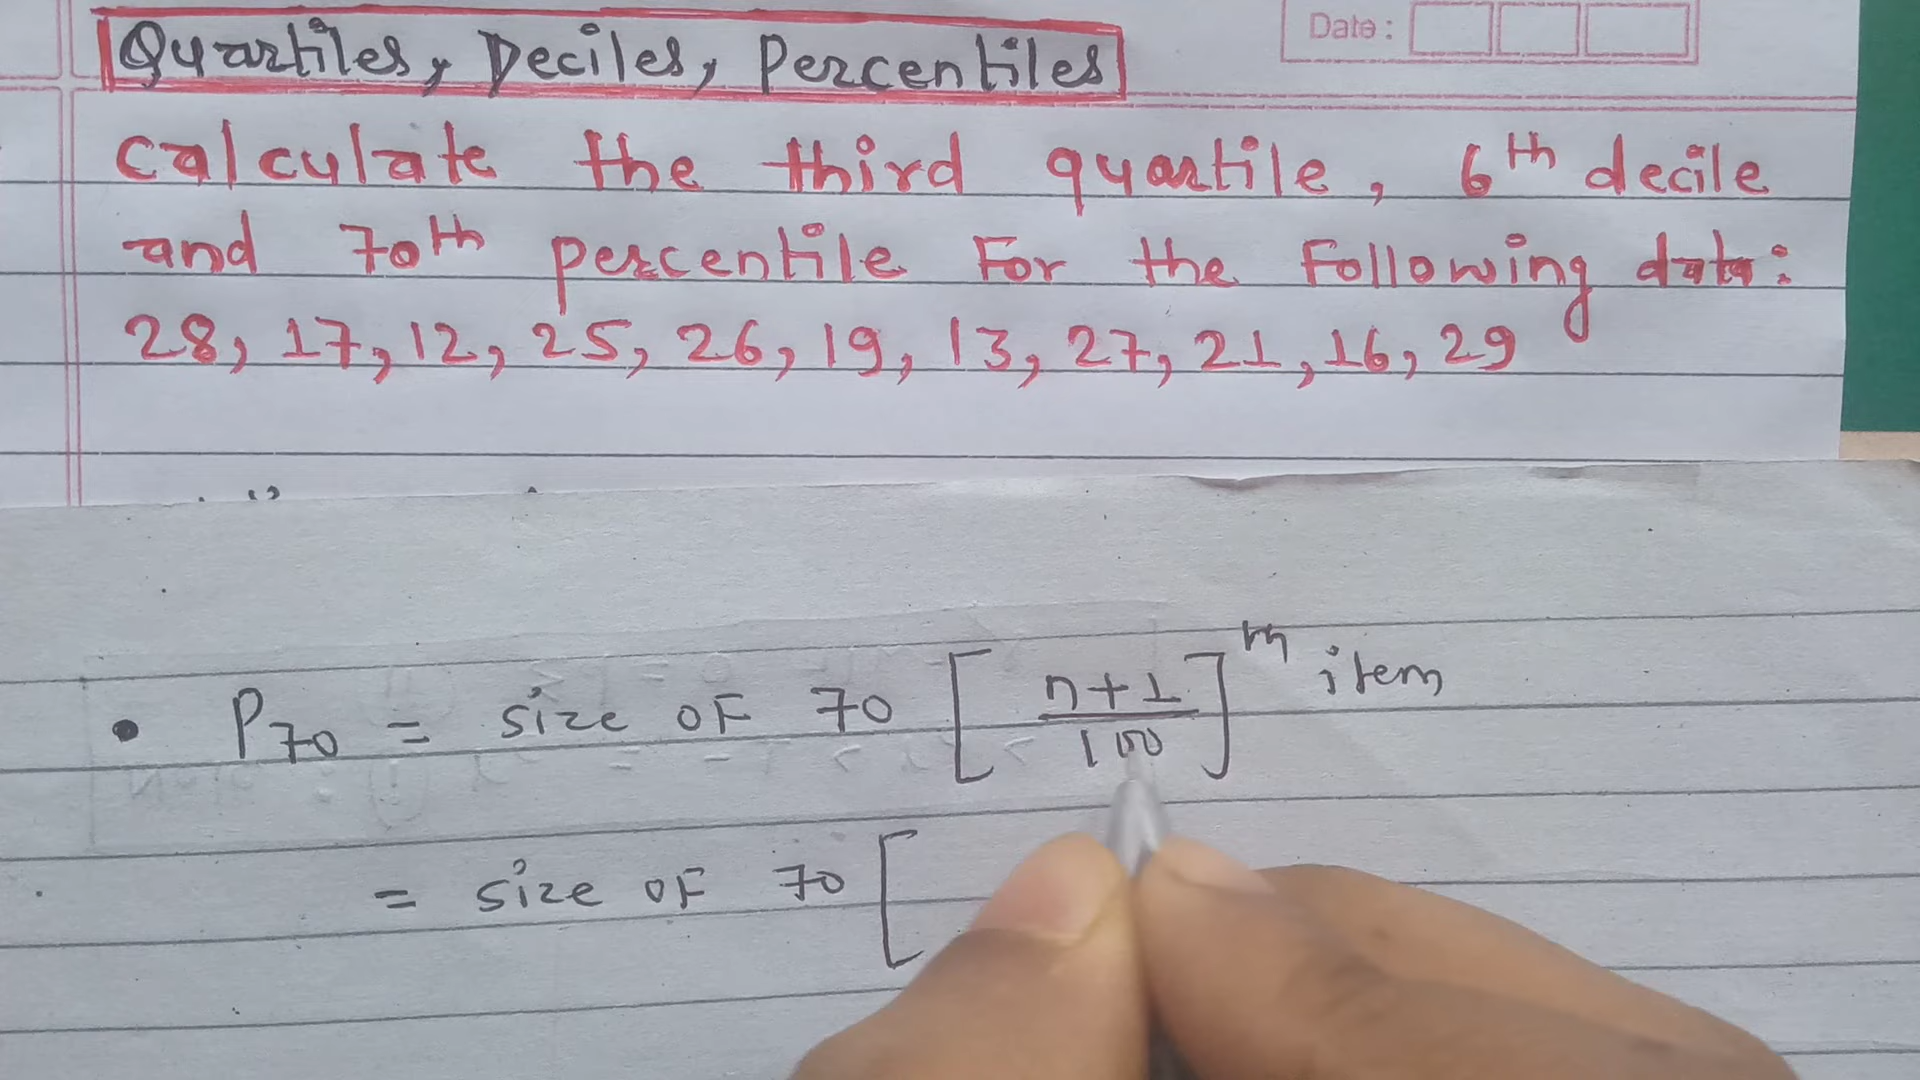 Date:
Quartiles, Deciles, Percentiles
calculate the third quartile, 6th decile
and 70th percentile For the Following data:
28, 17, 12, 25, 26, 19, 13, 27, 21, 16, 29
• P70 = size OF 70 [ n+1 / 100 ]th item
= size OF 70 [